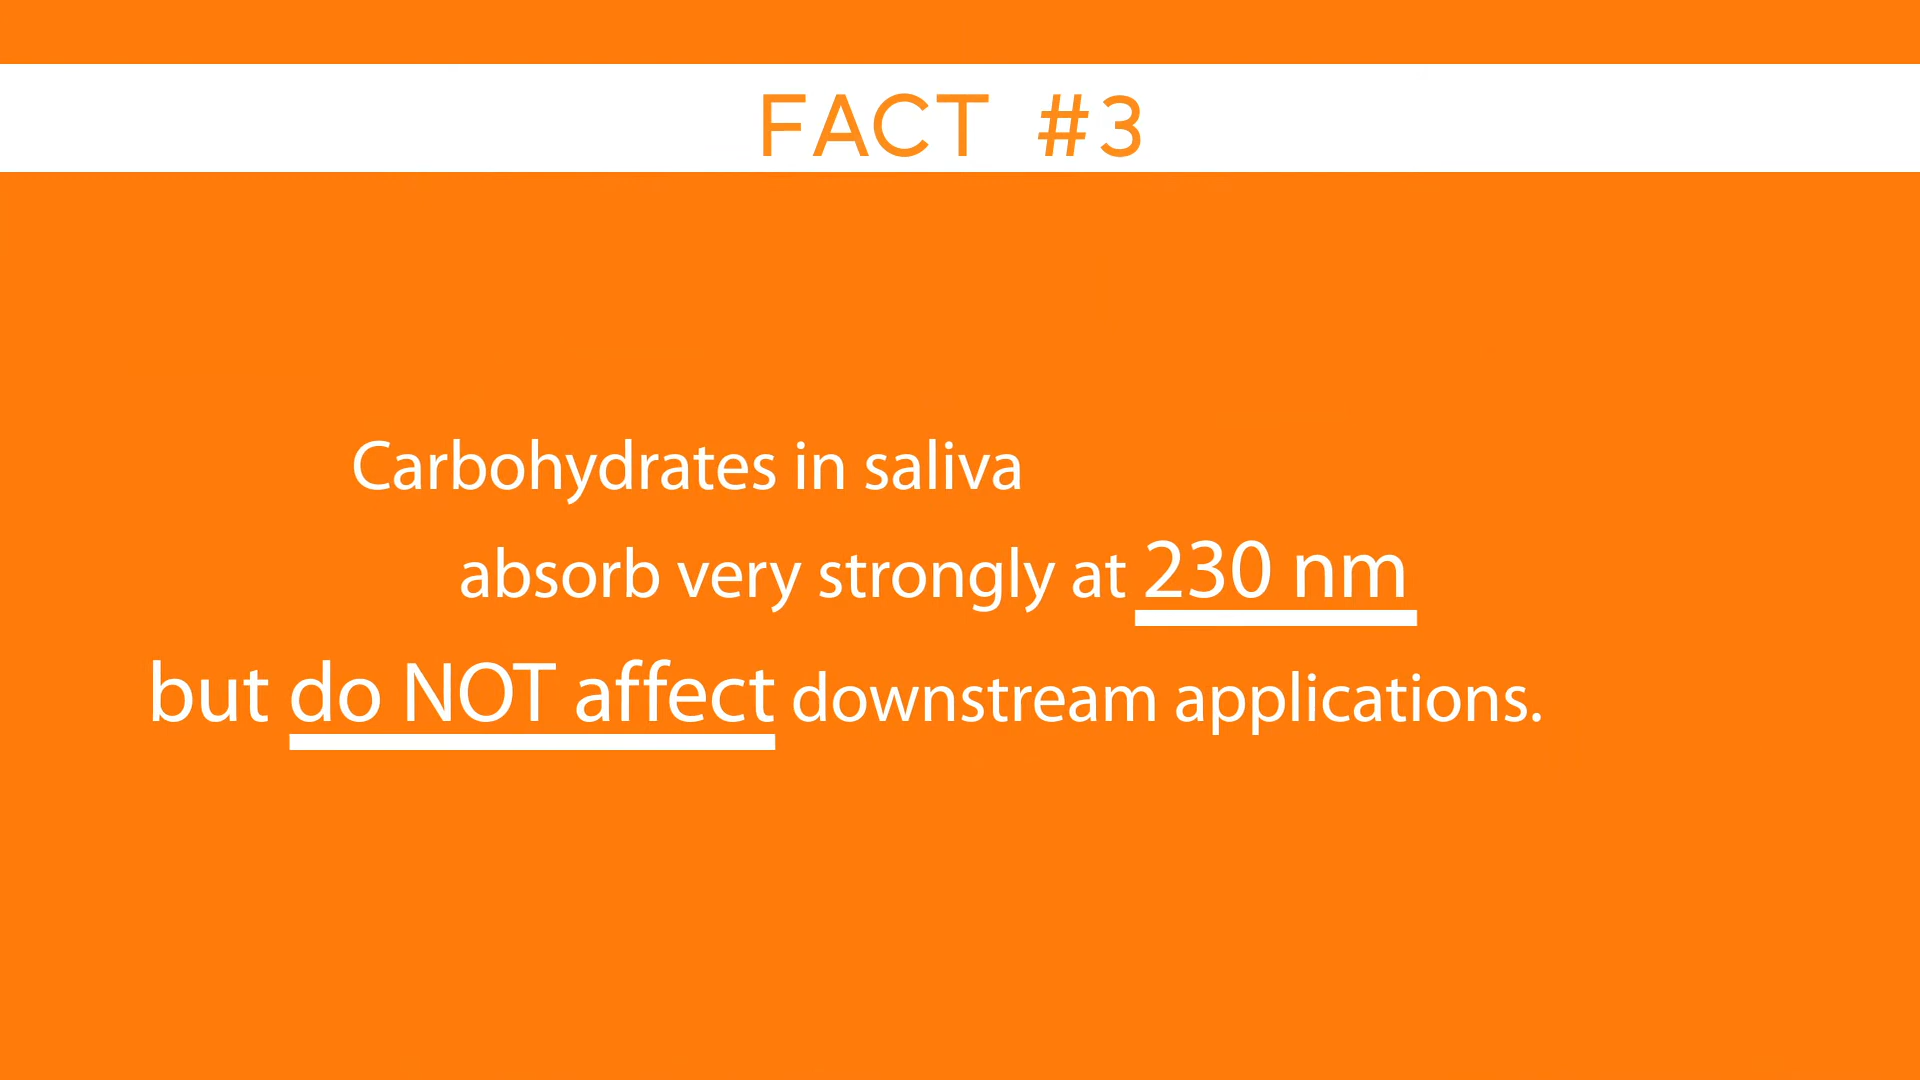 FACT #3
Carbohydrates in saliva
absorb very strongly at 230 nm
but do NOT affect downstream applications.